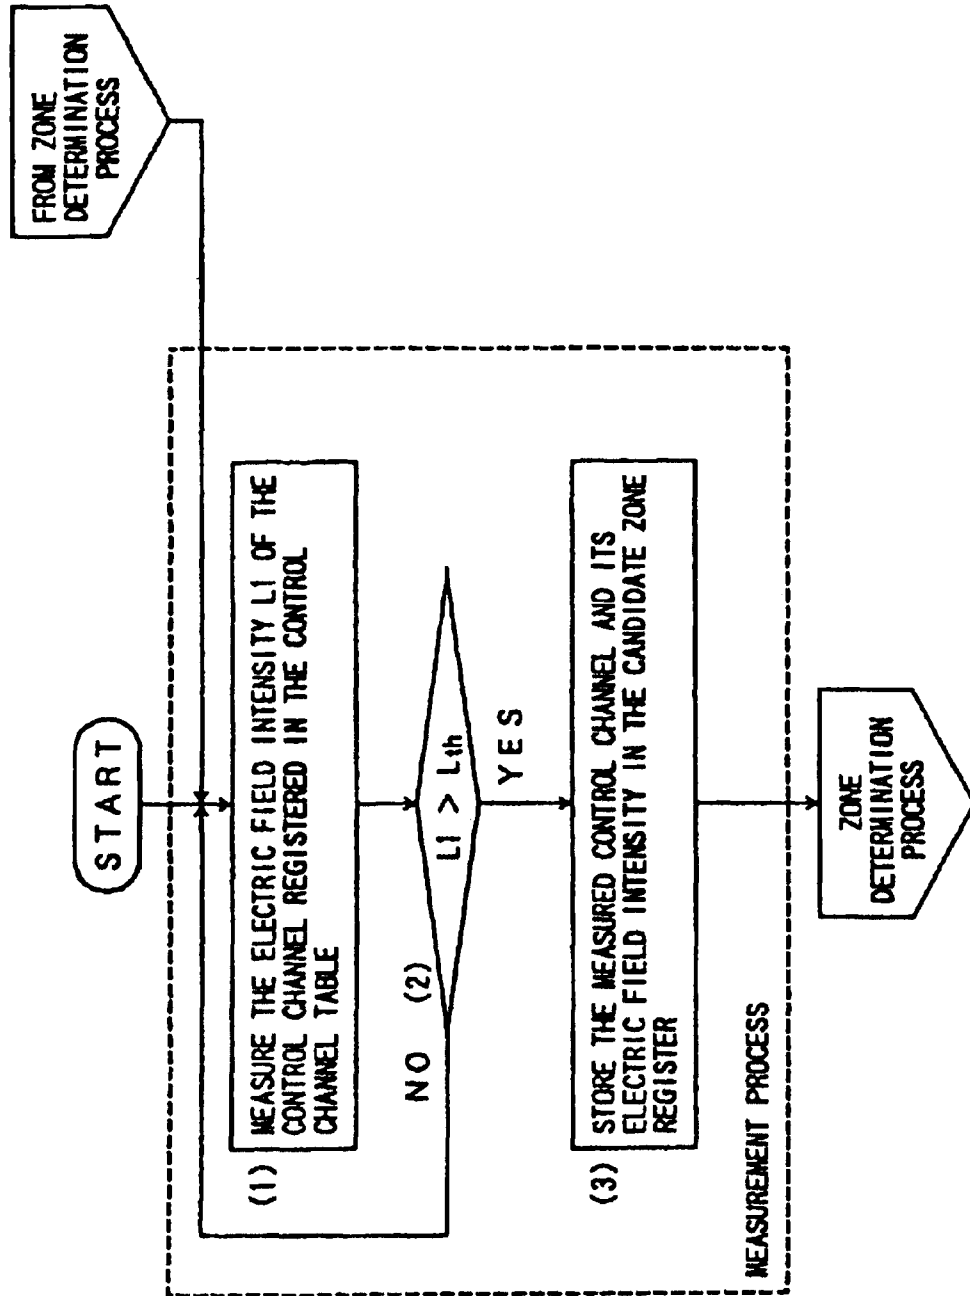 START
FROM ZONE
DETERMINATION
PROCESS
(1)
MEASURE THE ELECTRIC FIELD INTENSITY L1 OF THE
CONTROL CHANNEL REGISTERED IN THE CONTROL
CHANNEL TABLE
NO (2)
L1 > Lth
YES
(3)
STORE THE MEASURED CONTROL CHANNEL AND ITS
ELECTRIC FIELD INTENSITY IN THE CANDIDATE ZONE
REGISTER
MEASUREMENT PROCESS
ZONE
DETERMINATION
PROCESS